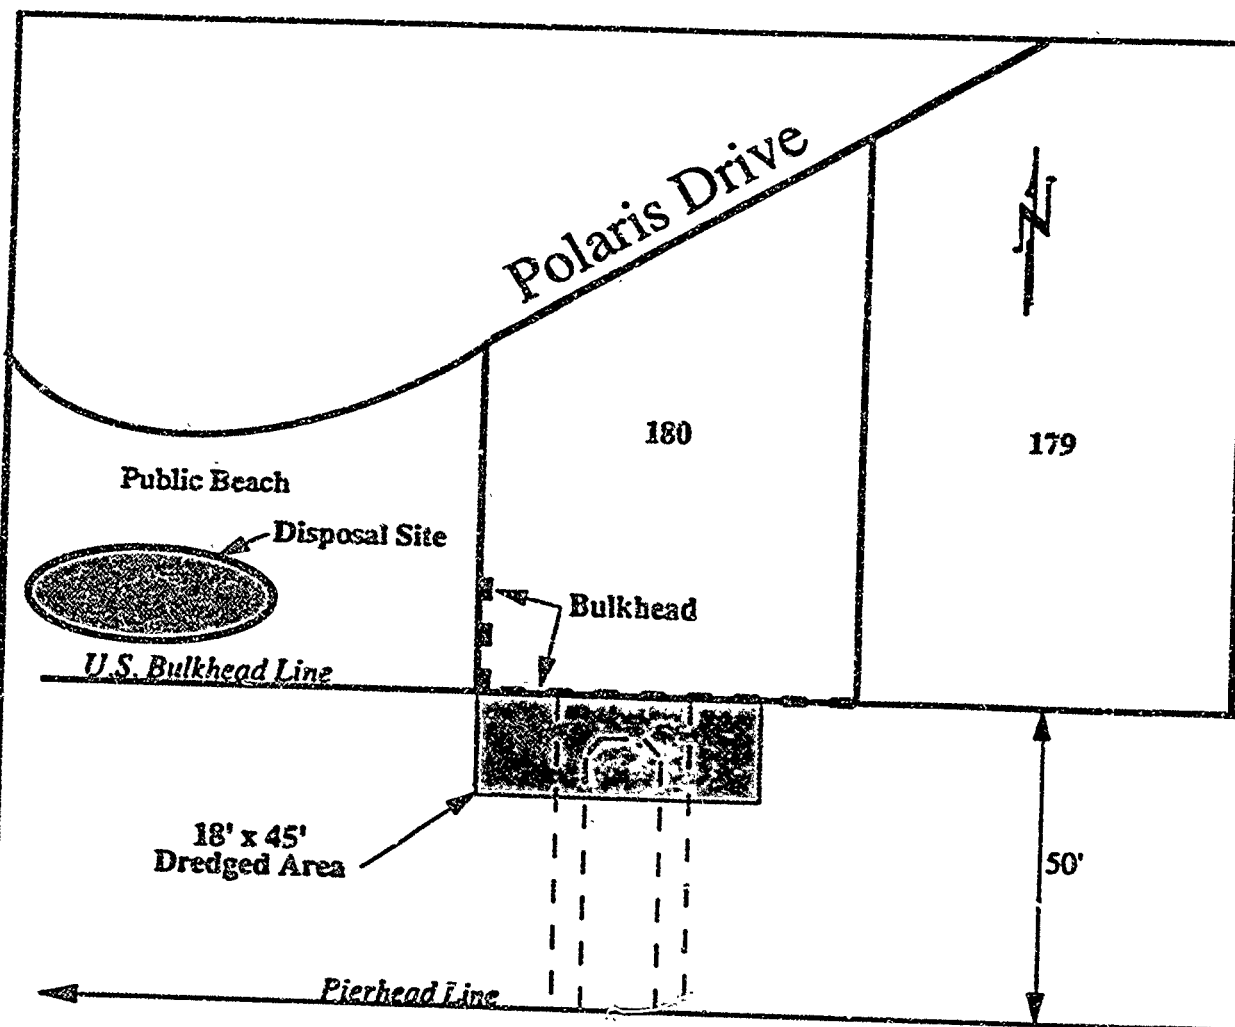 Polaris Drive
180
179
Public Beach
Disposal Site
Bulkhead
U.S. Bulkhead Line
18' x 45'
Dredged Area
50'
Pierhead Line